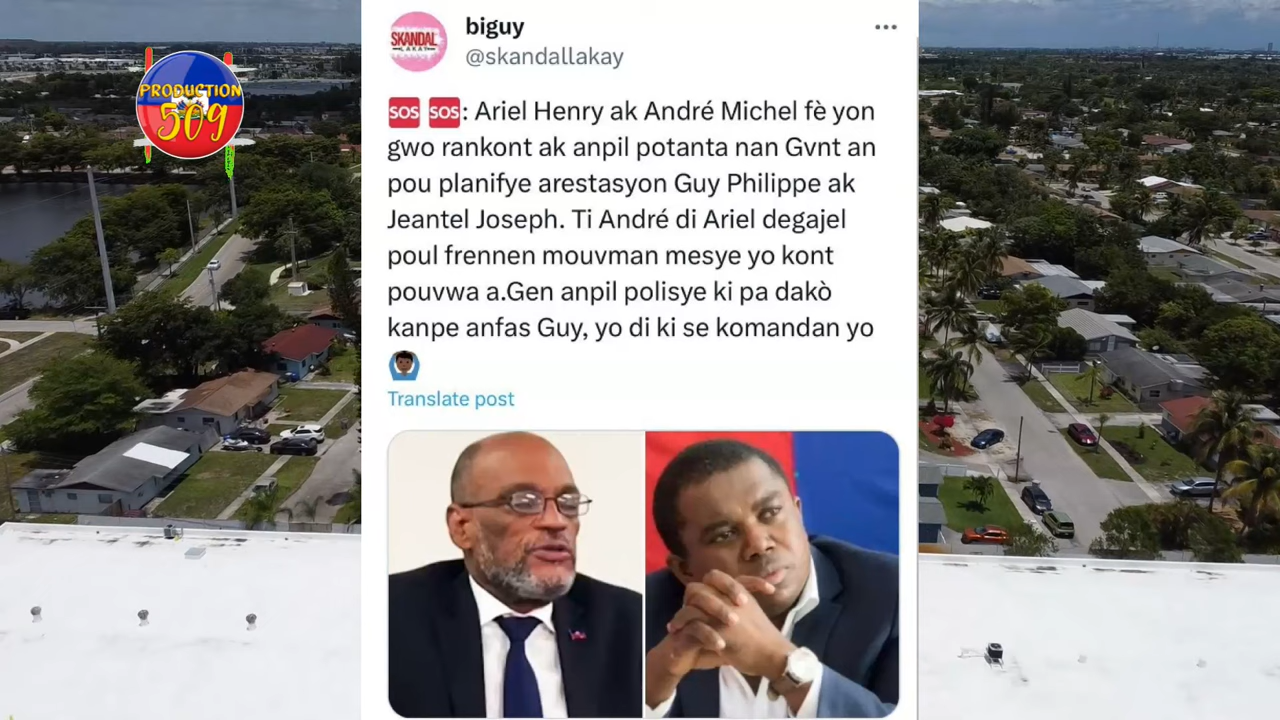 PRODUCTION
509
SKANDAL
LAKAY
biguy
@skandallakay
SOS SOS: Ariel Henry ak André Michel fè yon
gwo rankont ak anpil potanta nan Gvnt an
pou planifye arestasyon Guy Philippe ak
Jeantel Joseph. Ti André di Ariel degajel
poul frennen mouvman mesye yo kont
pouvwa a.Gen anpil polisye ki pa dakò
kanpe anfas Guy, yo di ki se komandan yo
Translate post